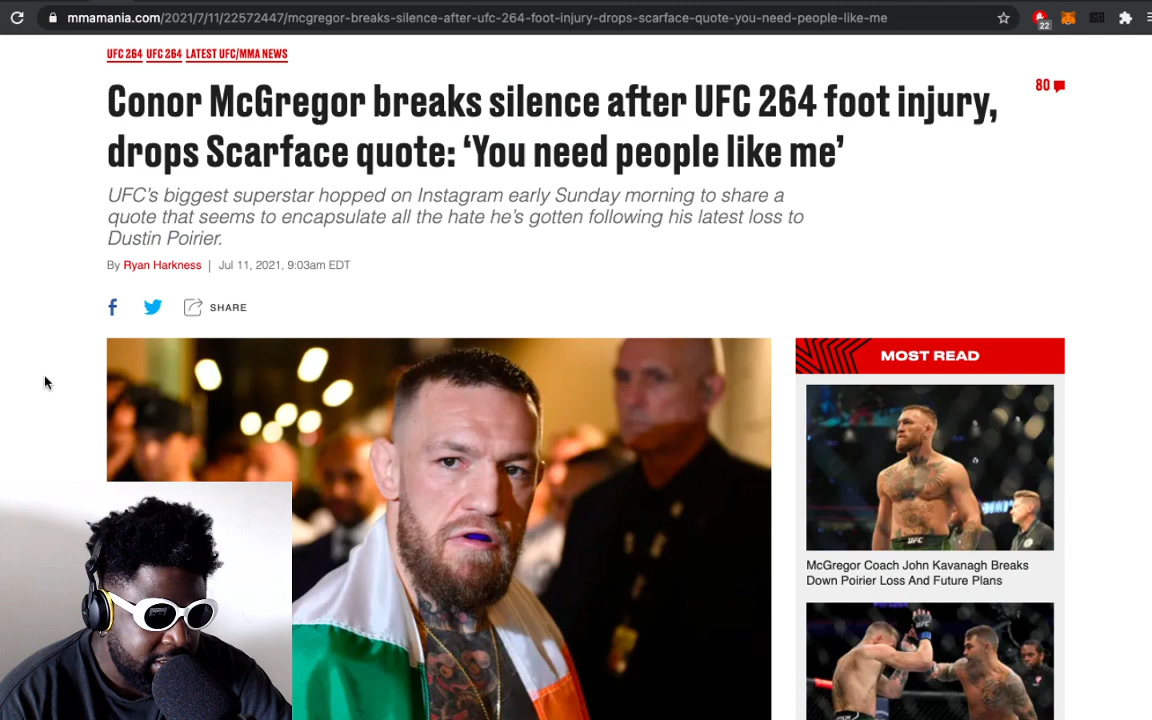 mmamania.com/2021/7/11/22572447/mcgregor-breaks-silence-after-ufc-264-foot-injury-drops-scarface-quote-you-need-people-like-me
22
UFC 264 UFC 264 LATEST UFC/MMA NEWS
Conor McGregor breaks silence after UFC 264 foot injury,
drops Scarface quote: ‘You need people like me’
80
UFC’s biggest superstar hopped on Instagram early Sunday morning to share a
quote that seems to encapsulate all the hate he’s gotten following his latest loss to
Dustin Poirier.
By Ryan Harkness | Jul 11, 2021, 9:03am EDT
SHARE
MOST READ
UFC
McGregor Coach John Kavanagh Breaks
Down Poirier Loss And Future Plans